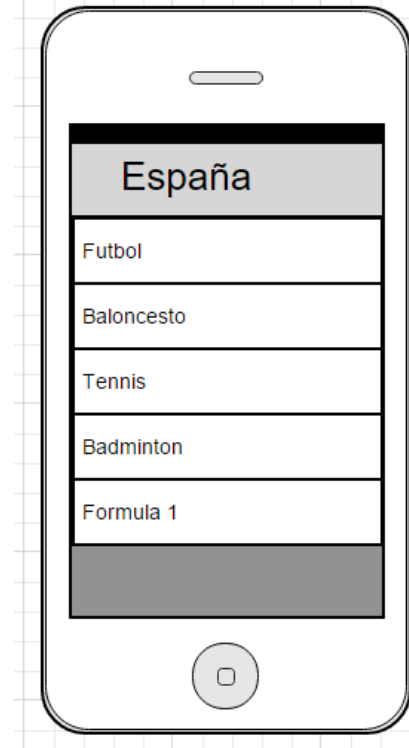 España
Futbol
Baloncesto
Tennis
Badminton
Formula 1